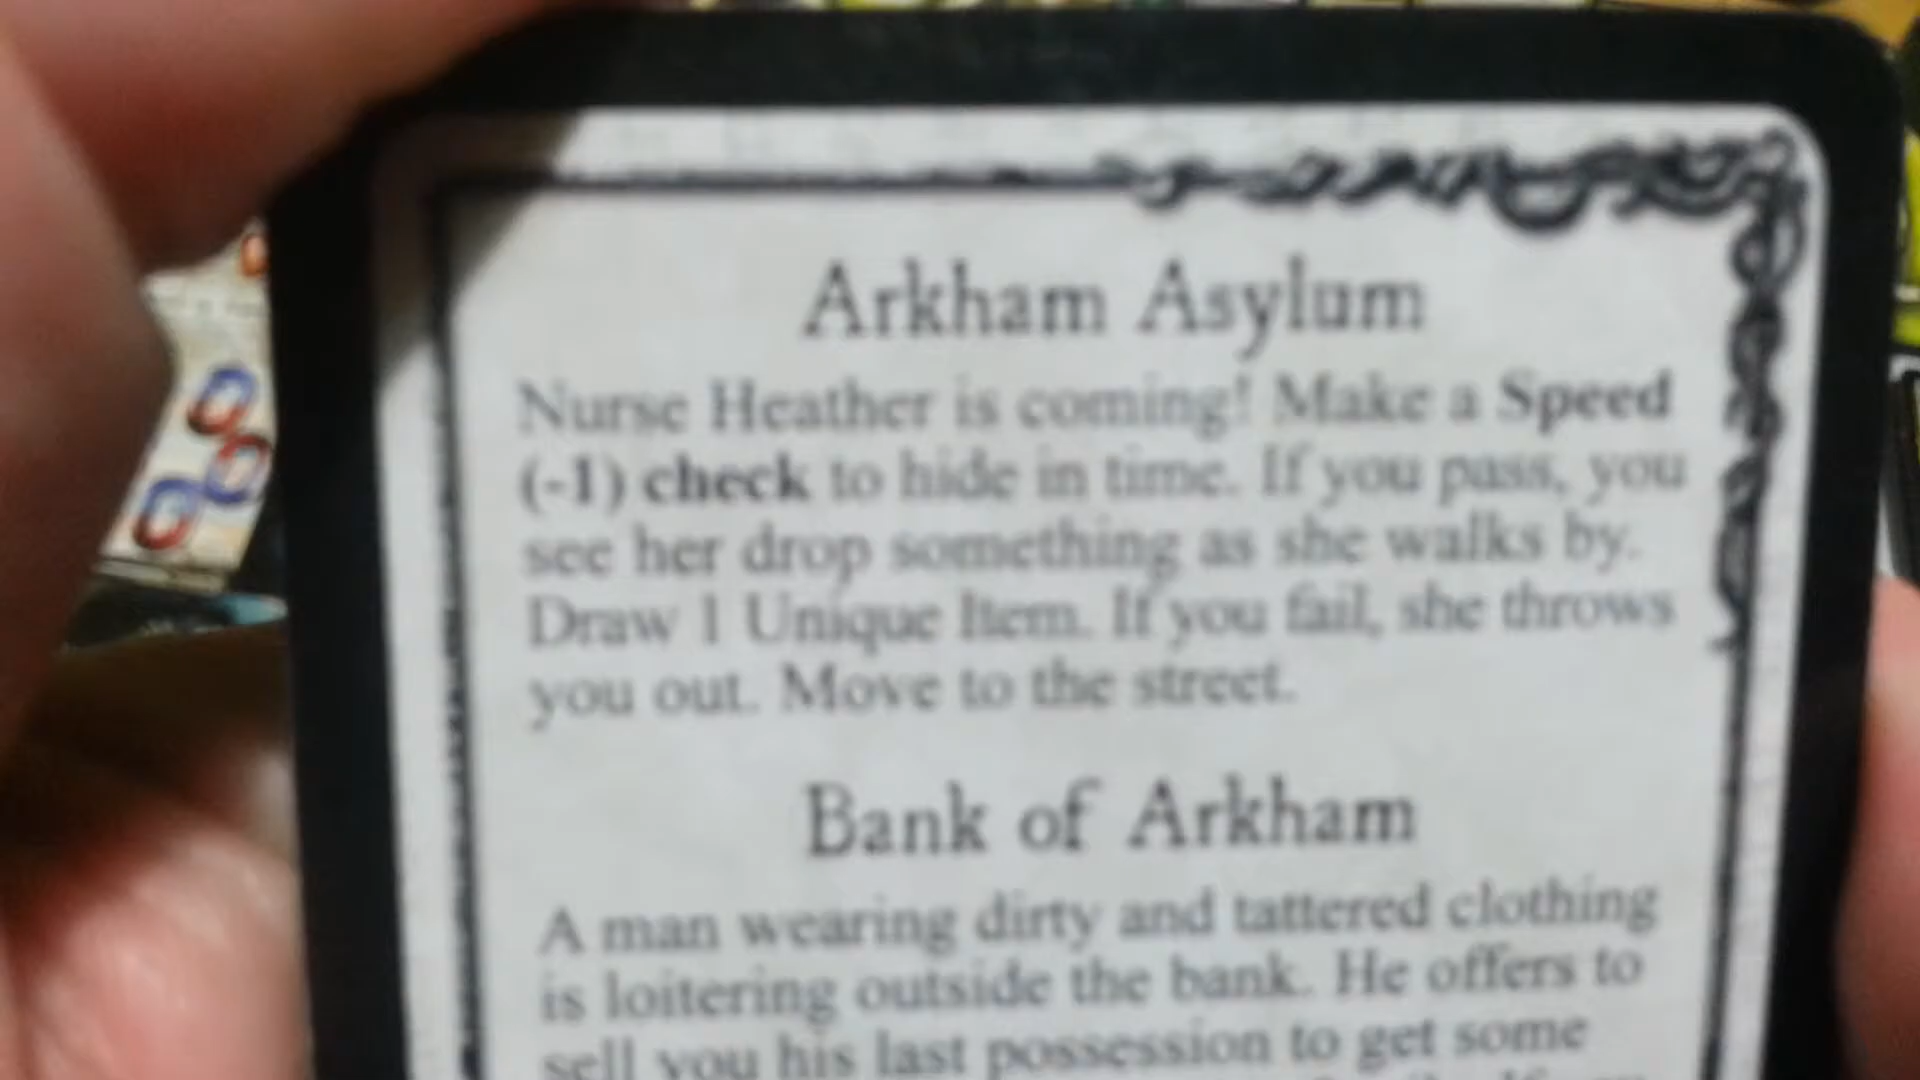 Arkham Asylum
Nurse Heather is coming! Make a Speed
(-1) check to hide in time. If you pass, you
see her drop something as she walks by.
Draw 1 Unique Item. If you fail, she throws
you out. Move to the street.
Bank of Arkham
A man wearing dirty and tattered clothing
is loitering outside the bank. He offers to
sell you his last possession to get some